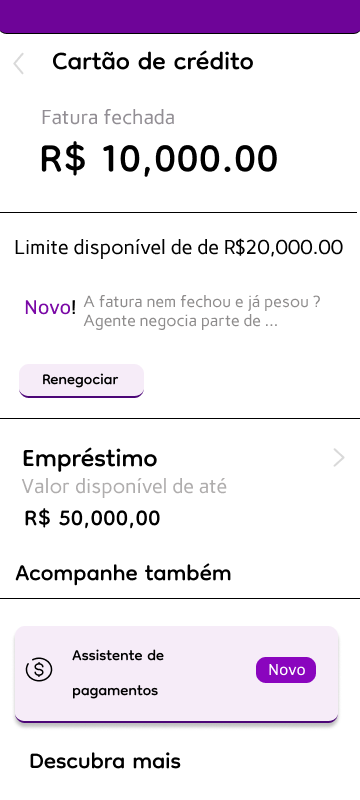 Cartão de crédito
Fatura fechada
R$ 10,000.00
Limite disponível de de R$20,000.00
Novo! A fatura nem fechou e já pesou ?
Agente negocia parte de ...
Renegociar
Empréstimo
Valor disponível de até
R$ 50,000,00
Acompanhe também
Assistente de
pagamentos
Novo
Descubra mais